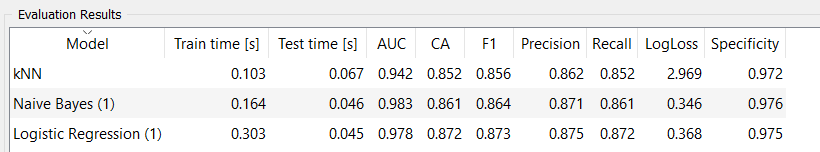 Evaluation Results
Model Train time [s] Test time [s] AUC CA F1 Precision Recall LogLoss Specificity
kNN 0.103 0.067 0.942 0.852 0.856 0.862 0.852 2.969 0.972
Naive Bayes (1) 0.164 0.046 0.983 0.861 0.864 0.871 0.861 0.346 0.976
Logistic Regression (1) 0.303 0.045 0.978 0.872 0.873 0.875 0.872 0.368 0.975